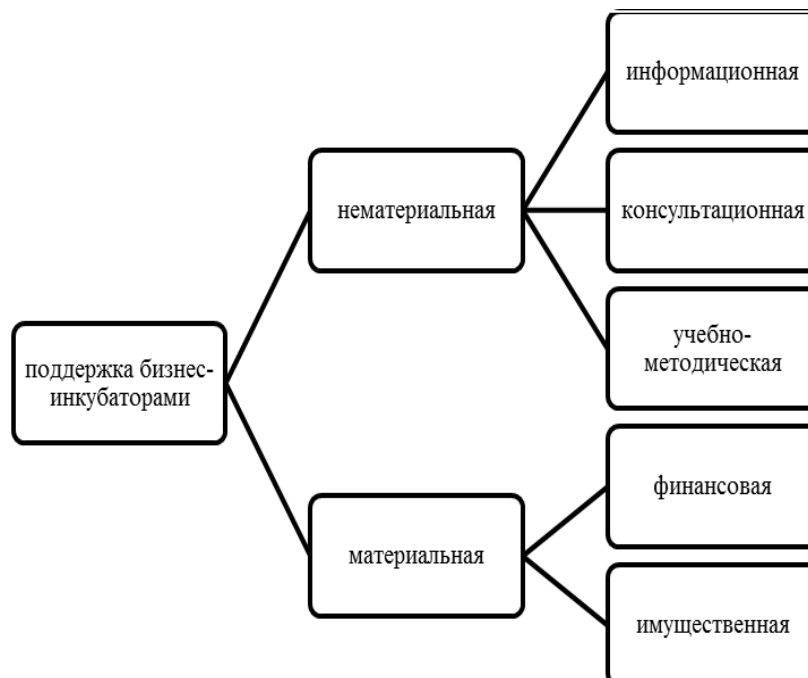 поддержка бизнес-
инкубаторами
нематериальная
информационная
консультационная
учебно-
методическая
материальная
финансовая
имущественная